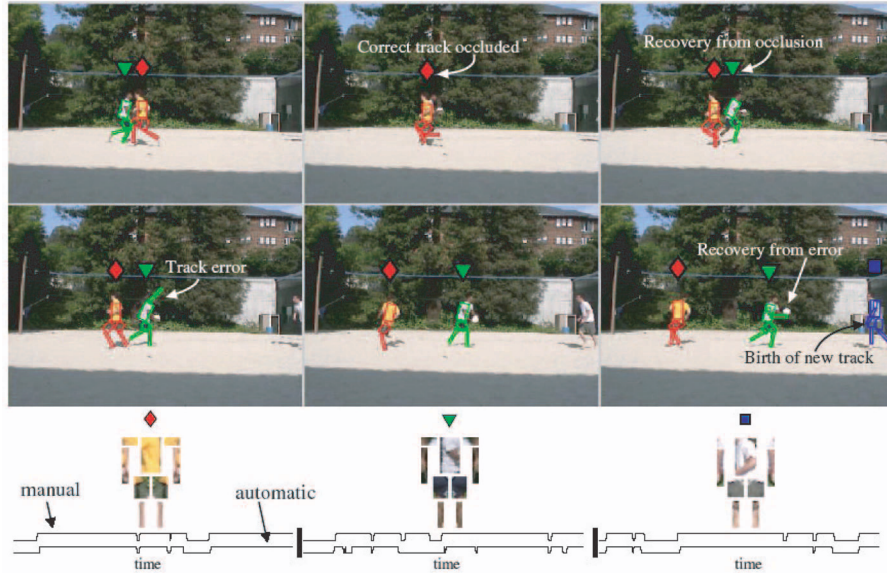 Correct track occluded
Recovery from occlusion
Track error
Recovery from error
Birth of new track
manual
automatic
time
time
time